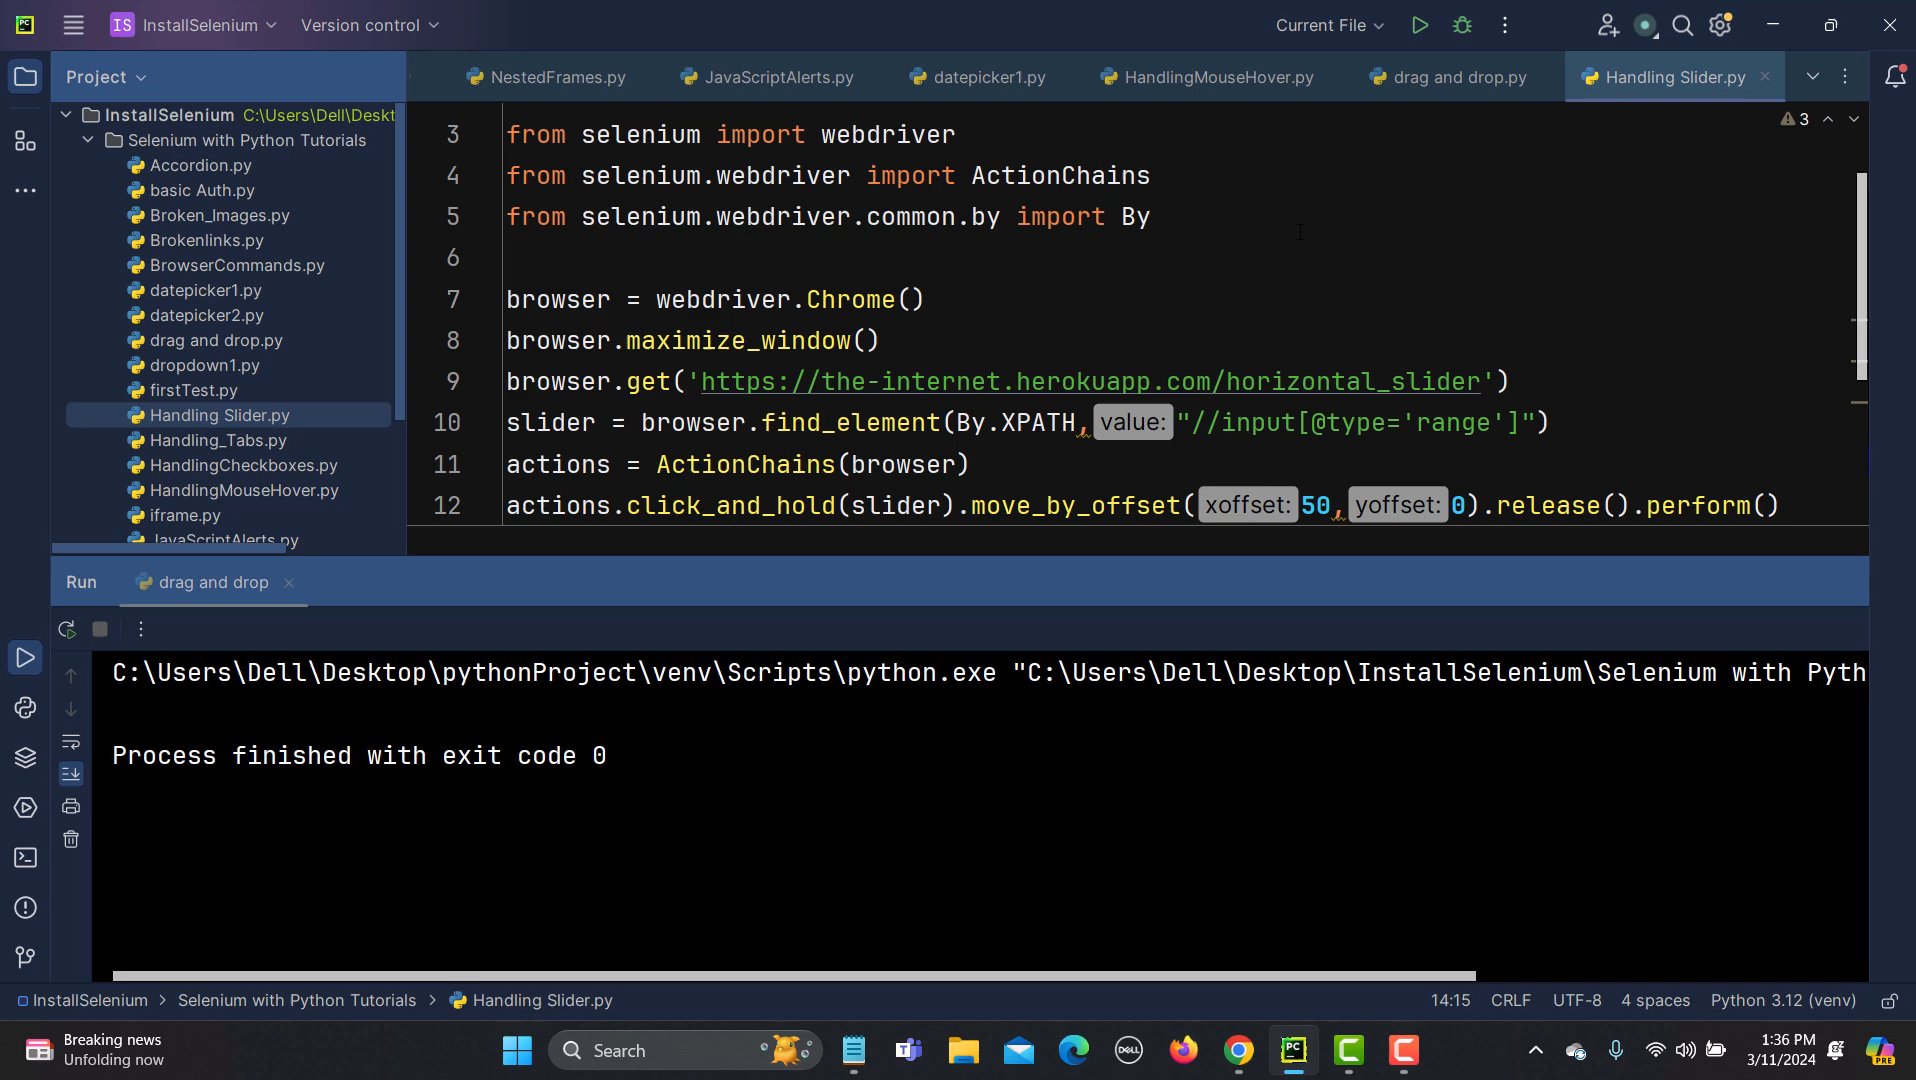 PC
IS InstallSelenium
Version control
Current File
Project
NestedFrames.py
JavaScriptAlerts.py
datepicker1.py
HandlingMouseHover.py
drag and drop.py
Handling Slider.py
InstallSelenium C:\Users\Dell\Deskt
Selenium with Python Tutorials
Accordion.py
basic Auth.py
Broken_Images.py
Brokenlinks.py
BrowserCommands.py
datepicker1.py
datepicker2.py
drag and drop.py
dropdown1.py
firstTest.py
Handling Slider.py
Handling_Tabs.py
HandlingCheckboxes.py
HandlingMouseHover.py
iframe.py
JavaScriptAlerts.py
3
3 from selenium import webdriver
4 from selenium.webdriver import ActionChains
5 from selenium.webdriver.common.by import By
6
7 browser = webdriver.Chrome()
8 browser.maximize_window()
9 browser.get('https://the-internet.herokuapp.com/horizontal_slider')
10 slider = browser.find_element(By.XPATH, value: "//input[@type='range']")
11 actions = ActionChains(browser)
12 actions.click_and_hold(slider).move_by_offset( xoffset: 50, yoffset: 0).release().perform()
Run
drag and drop
C:\Users\Dell\Desktop\pythonProject\venv\Scripts\python.exe "C:\Users\Dell\Desktop\InstallSelenium\Selenium with Pyth
Process finished with exit code 0
InstallSelenium > Selenium with Python Tutorials > Handling Slider.py
14:15 CRLF UTF-8 4 spaces Python 3.12 (venv)
Breaking news
Unfolding now
Search
DELL
PC
1:36 PM
3/11/2024
PRE